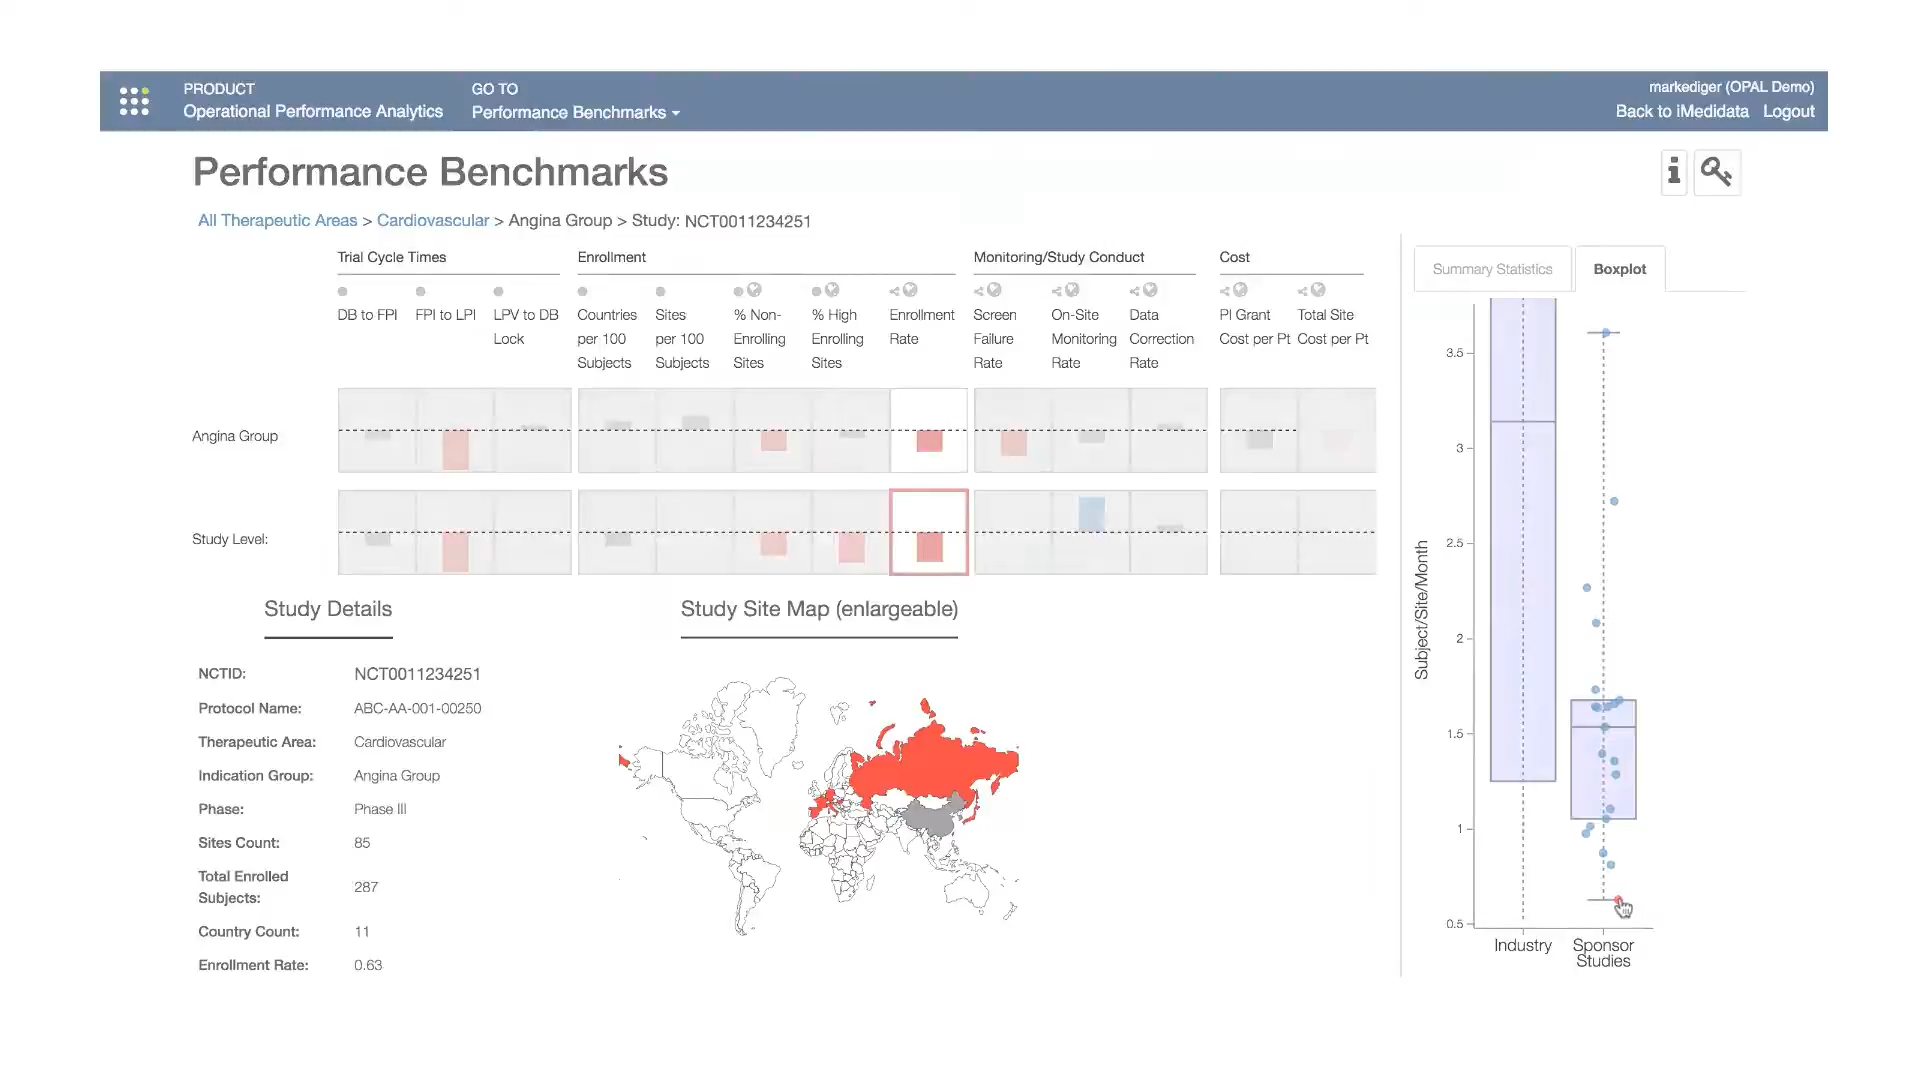 PRODUCT
Operational Performance Analytics
GO TO
Performance Benchmarks
markediger (OPAL Demo)
Back to iMedidata Logout
Performance Benchmarks
All Therapeutic Areas > Cardiovascular > Angina Group > Study: NCT0011234251
Trial Cycle Times
Enrollment
Monitoring/Study Conduct
Cost
DB to FPI
FPI to LPI
LPV to DB
Lock
Countries
per 100
Subjects
Sites
per 100
Subjects
% Non-
Enrolling
Sites
% High
Enrolling
Sites
Enrollment
Rate
Screen
Failure
Rate
On-Site
Monitoring
Rate
Data
Correction
Rate
PI Grant
Cost per Pt
Total Site
Cost per Pt
Angina Group
Study Level:
Study Details
NCTID: NCT0011234251
Protocol Name: ABC-AA-001-00250
Therapeutic Area: Cardiovascular
Indication Group: Angina Group
Phase: Phase III
Sites Count: 85
Total Enrolled
Subjects: 287
Country Count: 11
Enrollment Rate: 0.63
Study Site Map (enlargeable)
Summary Statistics
Boxplot
Subject/Site/Month
3.5
3
2.5
2
1.5
1
0.5
Industry
Sponsor
Studies